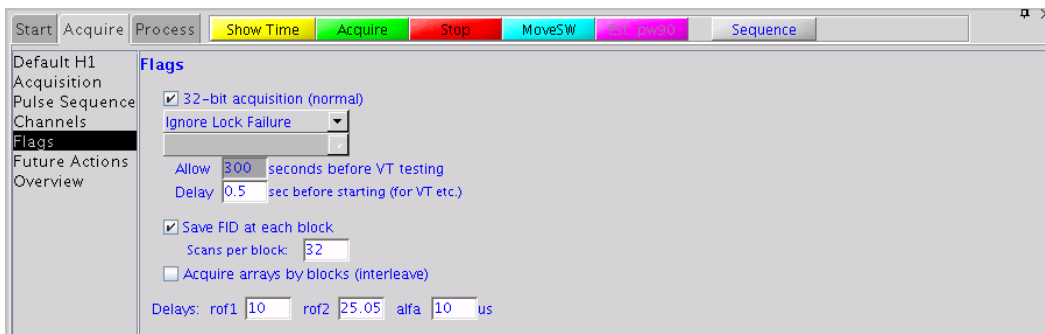 Start Acquire Process Show Time Acquire Stop MoveSW Est. pw90 Sequence
Default H1
Acquisition
Pulse Sequence
Channels
Flags
Future Actions
Overview
Flags
32-bit acquisition (normal)
Ignore Lock Failure
Allow 300 seconds before VT testing
Delay 0.5 sec before starting (for VT etc.)
Save FID at each block
Scans per block: 32
Acquire arrays by blocks (interleave)
Delays: rof1 10 rof2 25.05 alfa 10 us